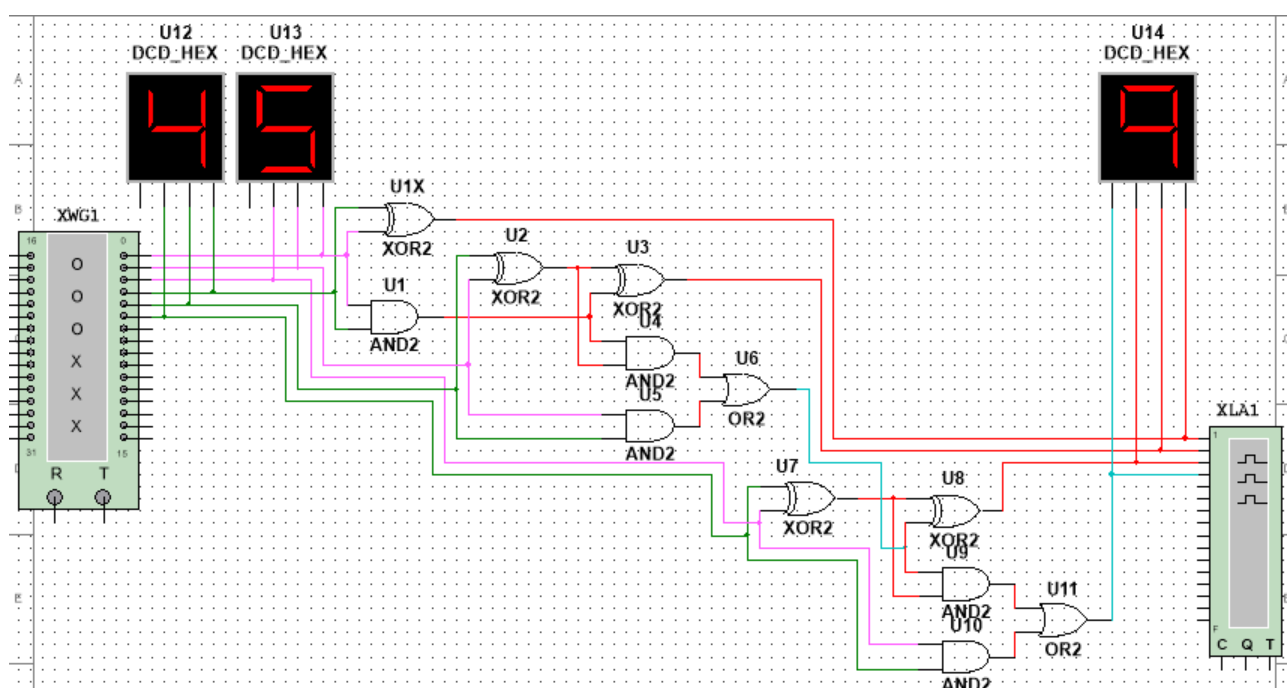 U12
DCD_HEX
U13
DCD_HEX
U14
DCD_HEX
A
4
5
9
A
B
XWG1
U1X
XOR2
16
0
O
O
O
X
X
X
31
15
R
T
U2
XOR2
U3
XOR2
U1
AND2
U4
AND2
U5
AND2
U6
OR2
XLA1
1
F
C
Q
T
U7
XOR2
U8
XOR2
U9
AND2
U10
AND2
U11
OR2
E